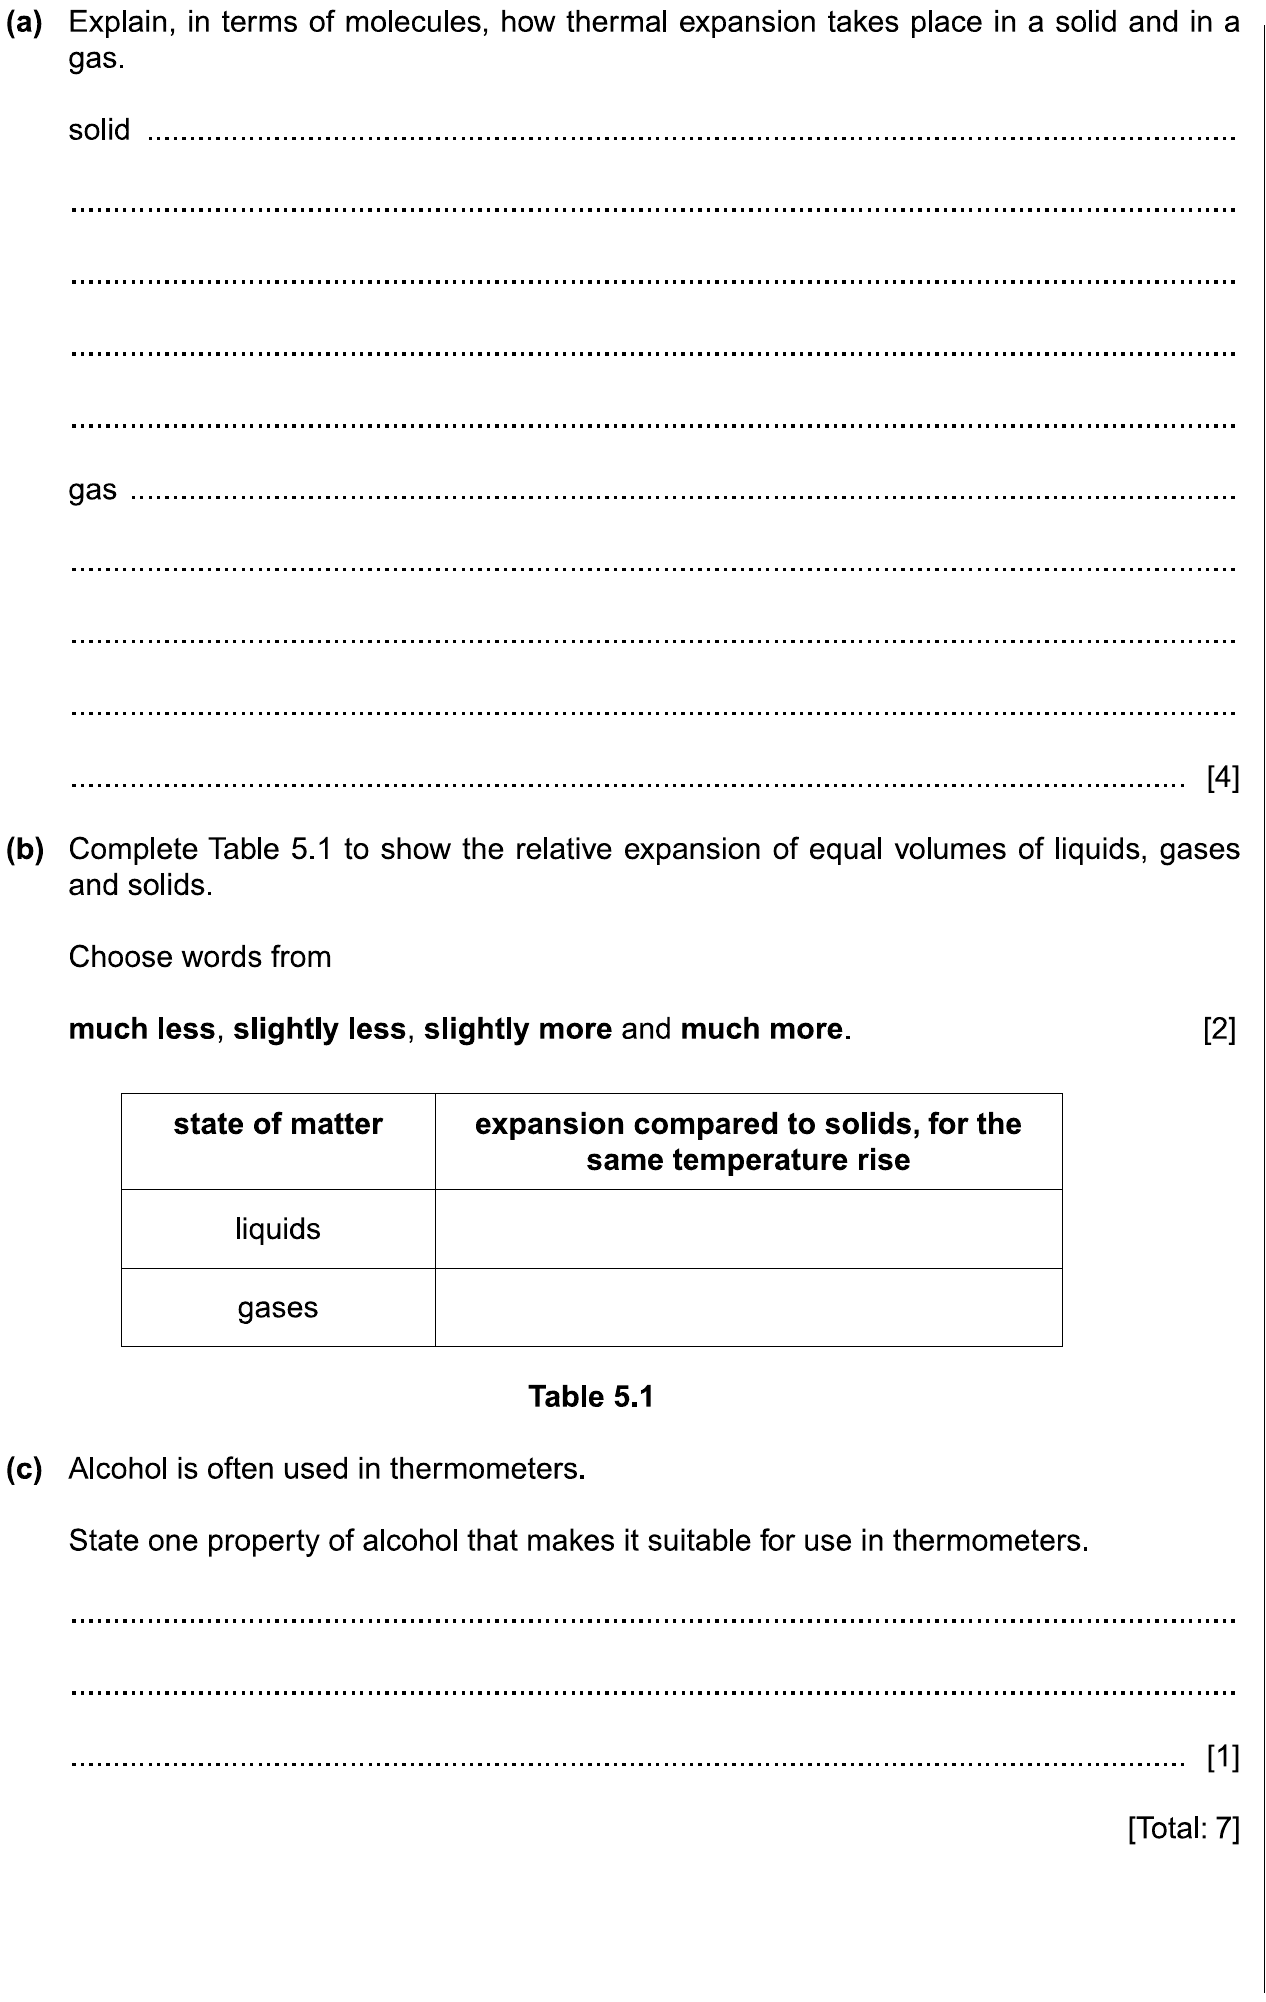 (a) Explain, in terms of molecules, how thermal expansion takes place in a solid and in a
gas.
solid ........................................................................................................
........................................................................................................
........................................................................................................
........................................................................................................
........................................................................................................
gas ........................................................................................................
........................................................................................................
........................................................................................................
........................................................................................................
........................................................................................................ [4]
(b) Complete Table 5.1 to show the relative expansion of equal volumes of liquids, gases
and solids.
Choose words from
much less, slightly less, slightly more and much more. [2]
state of matter
expansion compared to solids, for the
same temperature rise
liquids
gases
Table 5.1
(c) Alcohol is often used in thermometers.
State one property of alcohol that makes it suitable for use in thermometers.
........................................................................................................
........................................................................................................
........................................................................................................ [1]
[Total: 7]